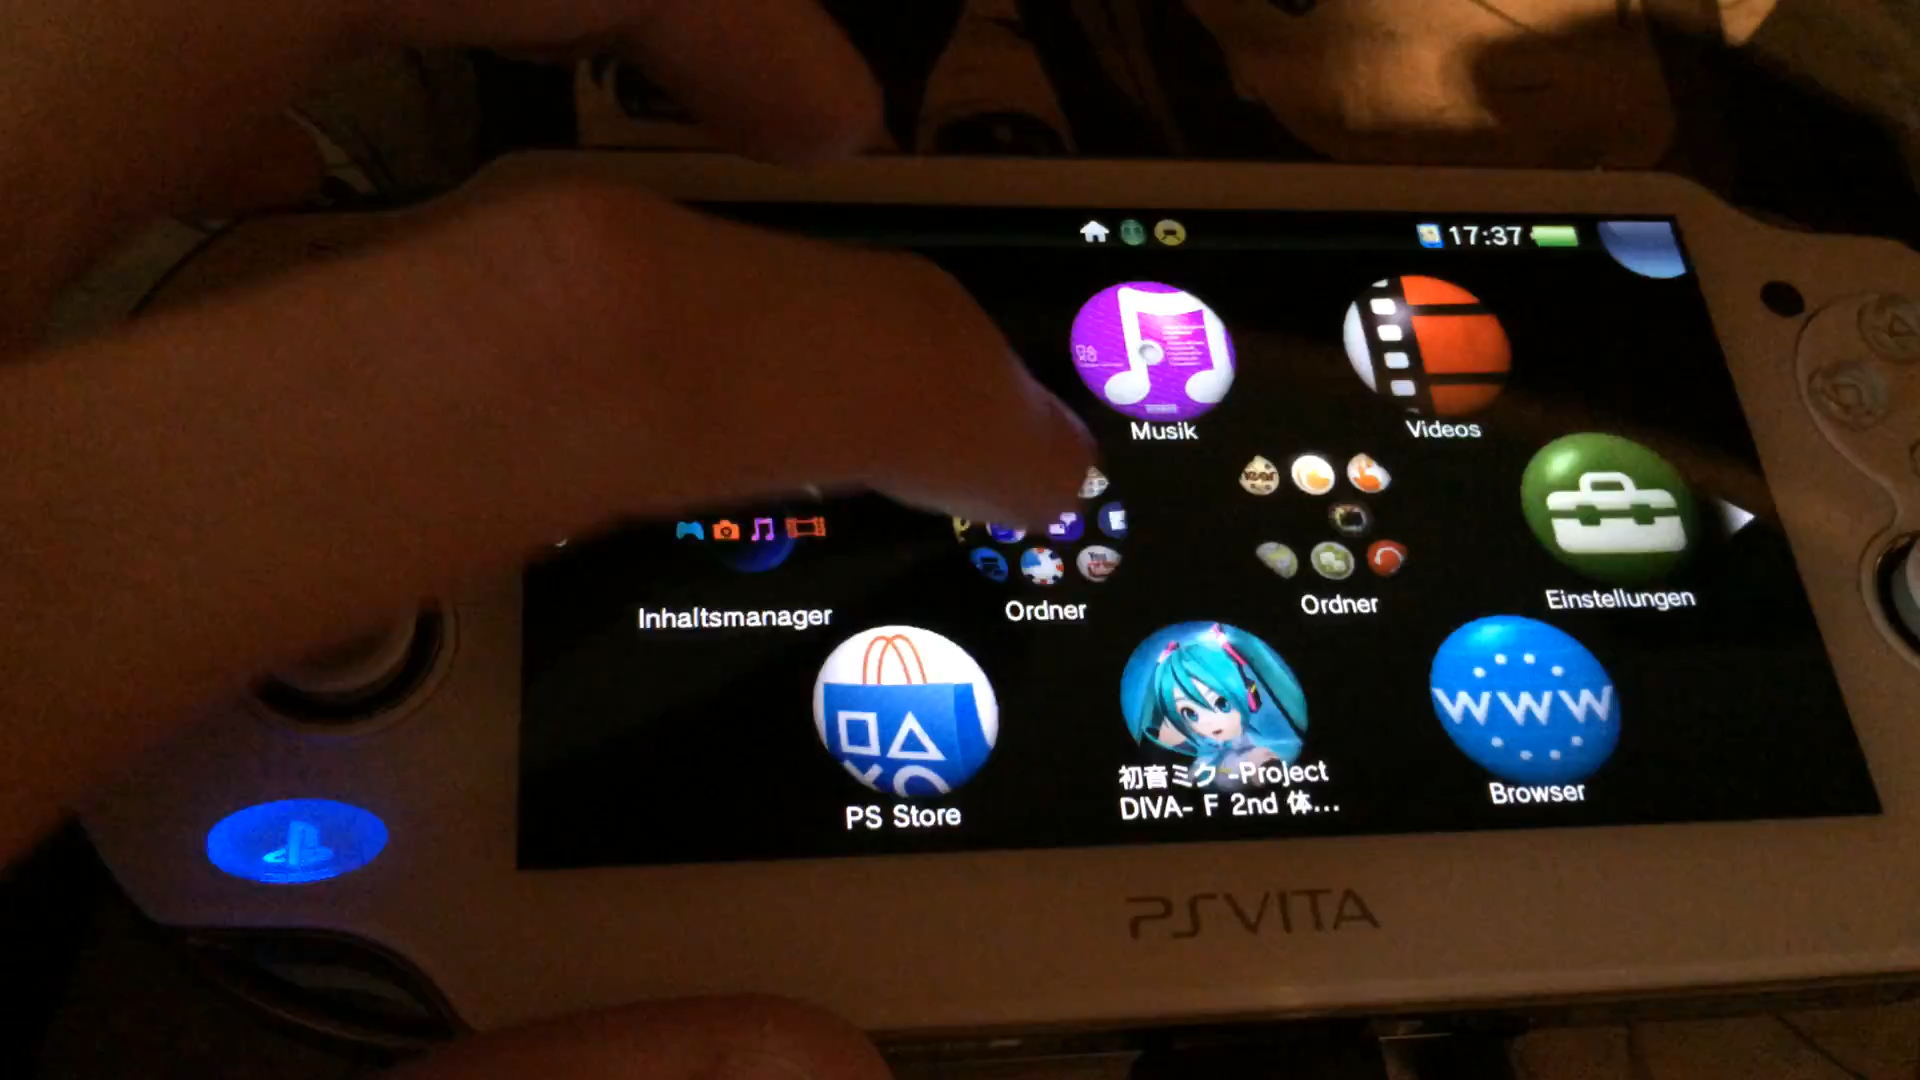 17:37
Musik
Videos
Inhaltsmanager
Ordner
Ordner
Einstellungen
PS Store
初音ミク -Project
DIVA- F 2nd 体...
WWW
Browser
PSVITA